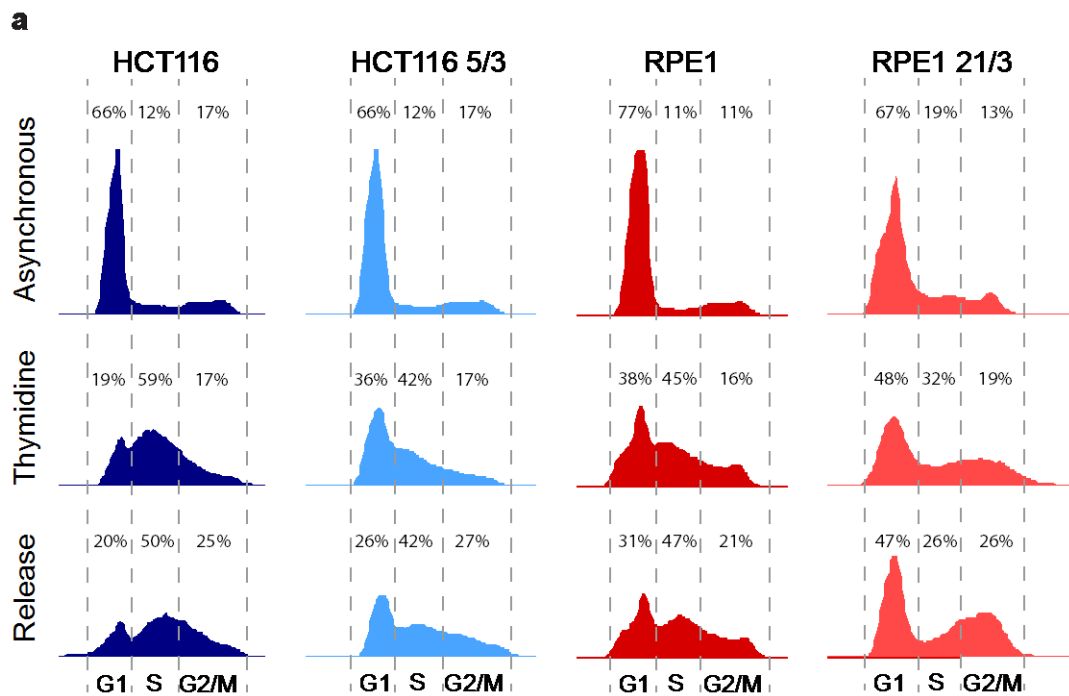 a
HCT116 HCT116 5/3 RPE1 RPE1 21/3
Asynchronous
66% 12% 17% 66% 12% 17% 77% 11% 11% 67% 19% 13%
Thymidine
19% 59% 17% 36% 42% 17% 38% 45% 16% 48% 32% 19%
Release
20% 50% 25% 26% 42% 27% 31% 47% 21% 47% 26% 26%
G1 S G2/M G1 S G2/M G1 S G2/M G1 S G2/M